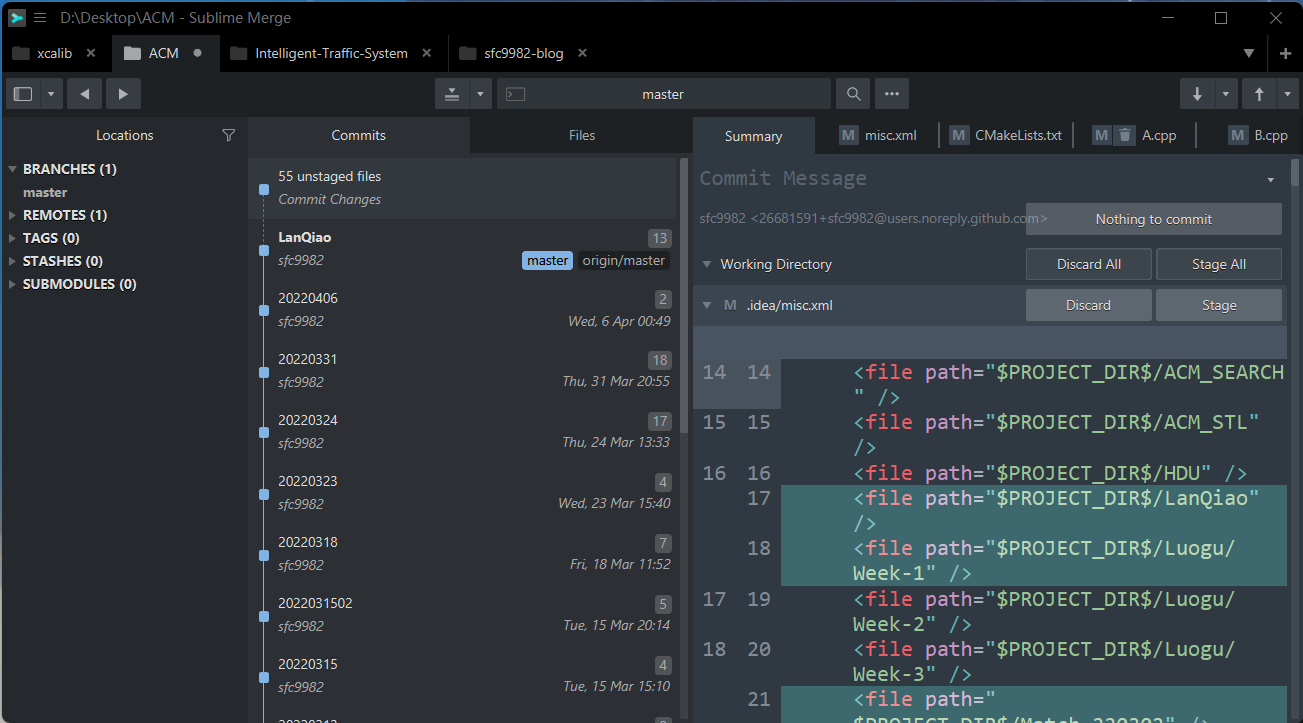 D:\Desktop\ACM - Sublime Merge
xcalib
ACM
Intelligent-Traffic-System
sfc9982-blog
master
Locations
BRANCHES (1)
master
REMOTES (1)
TAGS (0)
STASHES (0)
SUBMODULES (0)
Commits
Files
55 unstaged files
Commit Changes
LanQiao
13
sfc9982
master
origin/master
20220406
2
sfc9982
Wed, 6 Apr 00:49
20220331
18
sfc9982
Thu, 31 Mar 20:55
20220324
17
sfc9982
Thu, 24 Mar 13:33
20220323
4
sfc9982
Wed, 23 Mar 15:40
20220318
7
sfc9982
Fri, 18 Mar 11:52
2022031502
5
sfc9982
Tue, 15 Mar 20:14
20220315
4
sfc9982
Tue, 15 Mar 15:10
Summary
M misc.xml
M CMakeLists.txt
M A.cpp
M B.cpp
Commit Message
sfc9982 <26681591+sfc9982@users.noreply.github.com>
Nothing to commit
Working Directory
Discard All
Stage All
M .idea/misc.xml
Discard
Stage
14 14 <file path="$PROJECT_DIR$/ACM_SEARCH
" />
15 15 <file path="$PROJECT_DIR$/ACM_STL"
/>
16 16 <file path="$PROJECT_DIR$/HDU" />
17 <file path="$PROJECT_DIR$/LanQiao"
/>
18 <file path="$PROJECT_DIR$/Luogu/
Week-1" />
17 19 <file path="$PROJECT_DIR$/Luogu/
Week-2" />
18 20 <file path="$PROJECT_DIR$/Luogu/
Week-3" />
21 <file path="